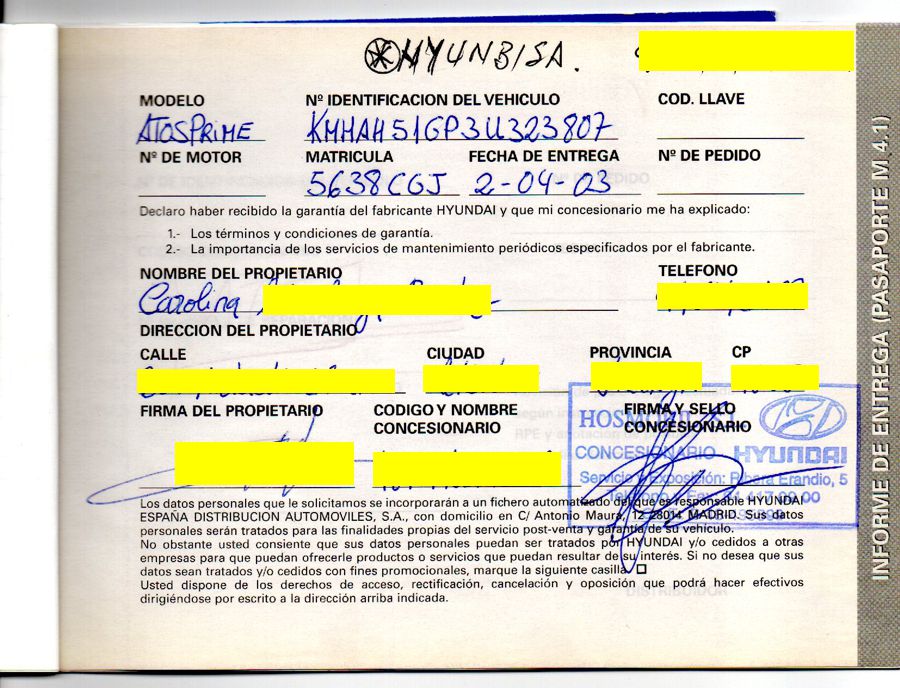 HYUNBISA.
MODELO Nº IDENTIFICACION DEL VEHICULO COD. LLAVE
ATOSPRIME KMHAH51GP3U323807
Nº DE MOTOR MATRICULA FECHA DE ENTREGA Nº DE PEDIDO
5638CGJ 2-04-03
Declaro haber recibido la garantía del fabricante HYUNDAI y que mi concesionario me ha explicado:
1.- Los términos y condiciones de garantía.
2.- La importancia de los servicios de mantenimiento periódicos especificados por el fabricante.
NOMBRE DEL PROPIETARIO TELEFONO
Carolina
DIRECCION DEL PROPIETARIO
CALLE CIUDAD PROVINCIA CP
FIRMA DEL PROPIETARIO CODIGO Y NOMBRE CONCESIONARIO FIRMA Y SELLO CONCESIONARIO
CONCESIONARIO HYUNDAI
Servicio y Exposición: Ribera Erandio, 5
Los datos personales que le solicitamos se incorporarán a un fichero automatizado del que es responsable HYUNDAI
ESPAÑA DISTRIBUCION AUTOMOVILES, S.A., con domicilio en C/ Antonio Maura, 12 28014 MADRID. Sus datos
personales serán tratados para las finalidades propias del servicio post-venta y garantía de su vehículo.
No obstante usted consiente que sus datos personales puedan ser tratados por HYUNDAI y/o cedidos a otras
empresas para que puedan ofrecerle productos o servicios que puedan resultar de su interés. Si no desea que sus
datos sean tratados y/o cedidos con fines promocionales, marque la siguiente casilla.
Usted dispone de los derechos de acceso, rectificación, cancelación y oposición que podrá hacer efectivos
dirigiéndose por escrito a la dirección arriba indicada.
INFORME DE ENTREGA (PASAPORTE M 4.1)